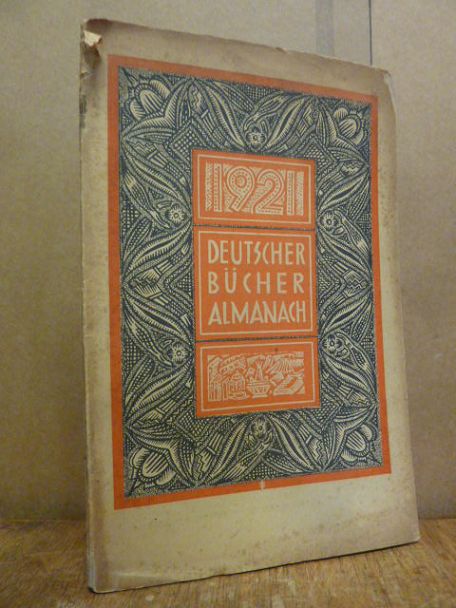 1921
DEUTSCHER
BÜCHER
ALMANACH